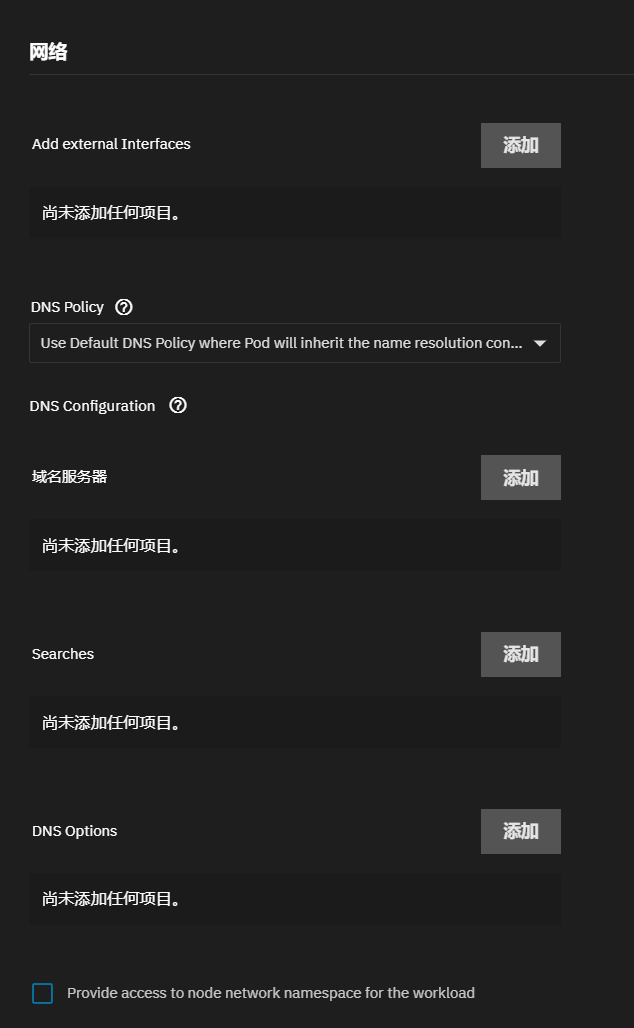 网络
Add external Interfaces
添加
尚未添加任何项目。
DNS Policy
Use Default DNS Policy where Pod will inherit the name resolution con...
DNS Configuration
域名服务器
添加
尚未添加任何项目。
Searches
添加
尚未添加任何项目。
DNS Options
添加
尚未添加任何项目。
Provide access to node network namespace for the workload